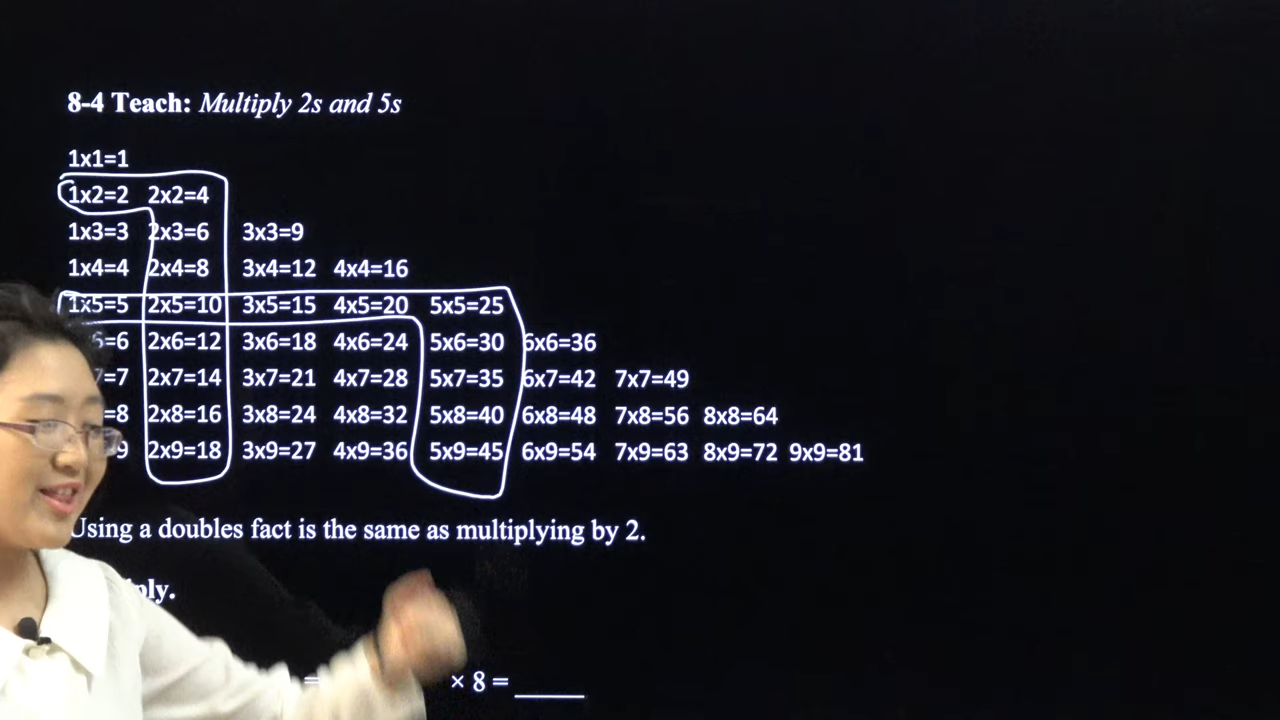 8-4 Teach: Multiply 2s and 5s
1x1=1
1x2=2 2x2=4
1x3=3 2x3=6 3x3=9
1x4=4 2x4=8 3x4=12 4x4=16
1x5=5 2x5=10 3x5=15 4x5=20 5x5=25
=6 2x6=12 3x6=18 4x6=24 5x6=30 6x6=36
=7 2x7=14 3x7=21 4x7=28 5x7=35 6x7=42 7x7=49
=8 2x8=16 3x8=24 4x8=32 5x8=40 6x8=48 7x8=56 8x8=64
9 2x9=18 3x9=27 4x9=36 5x9=45 6x9=54 7x9=63 8x9=72 9x9=81
Using a doubles fact is the same as multiplying by 2.
= × 8 = ______